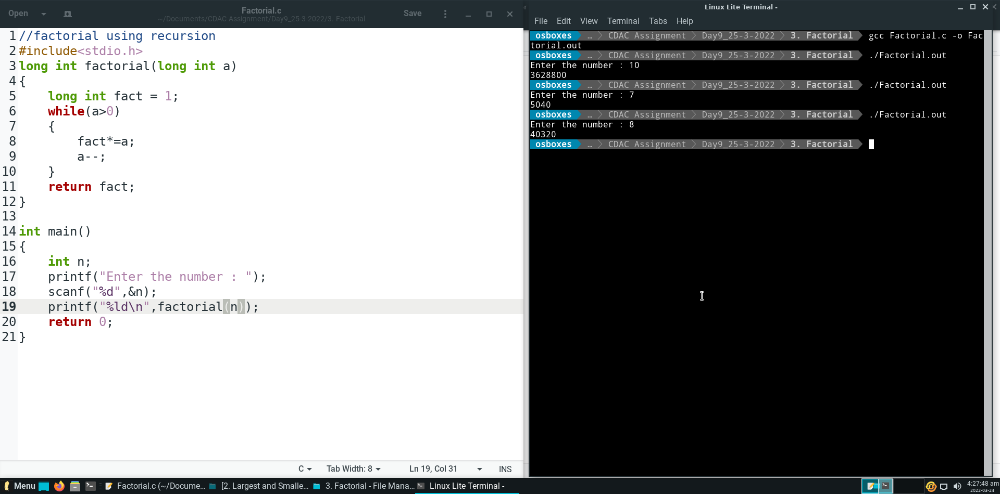 Open
Factorial.c
~/Documents/CDAC Assignment/Day9_25-3-2022/3. Factorial
Save
1 //factorial using recursion
2 #include<stdio.h>
3 long int factorial(long int a)
4 {
5     long int fact = 1;
6     while(a>0)
7     {
8         fact*=a;
9         a--;
10     }
11     return fact;
12 }
13
14 int main()
15 {
16     int n;
17     printf("Enter the number : ");
18     scanf("%d",&n);
19     printf("%ld\n",factorial(n));
20     return 0;
21 }
C Tab Width: 8 Ln 19, Col 31 INS
Linux Lite Terminal -
File Edit View Terminal Tabs Help
osboxes … CDAC Assignment Day9_25-3-2022 3. Factorial gcc Factorial.c -o Fac
torial.out
osboxes … CDAC Assignment Day9_25-3-2022 3. Factorial ./Factorial.out
Enter the number : 10
3628800
osboxes … CDAC Assignment Day9_25-3-2022 3. Factorial ./Factorial.out
Enter the number : 7
5040
osboxes … CDAC Assignment Day9_25-3-2022 3. Factorial ./Factorial.out
Enter the number : 8
40320
osboxes … CDAC Assignment Day9_25-3-2022 3. Factorial
Menu Factorial.c (~/Docume... [2. Largest and Smalle... 3. Factorial - File Mana... Linux Lite Terminal - 4:27:48 am
2022-03-24